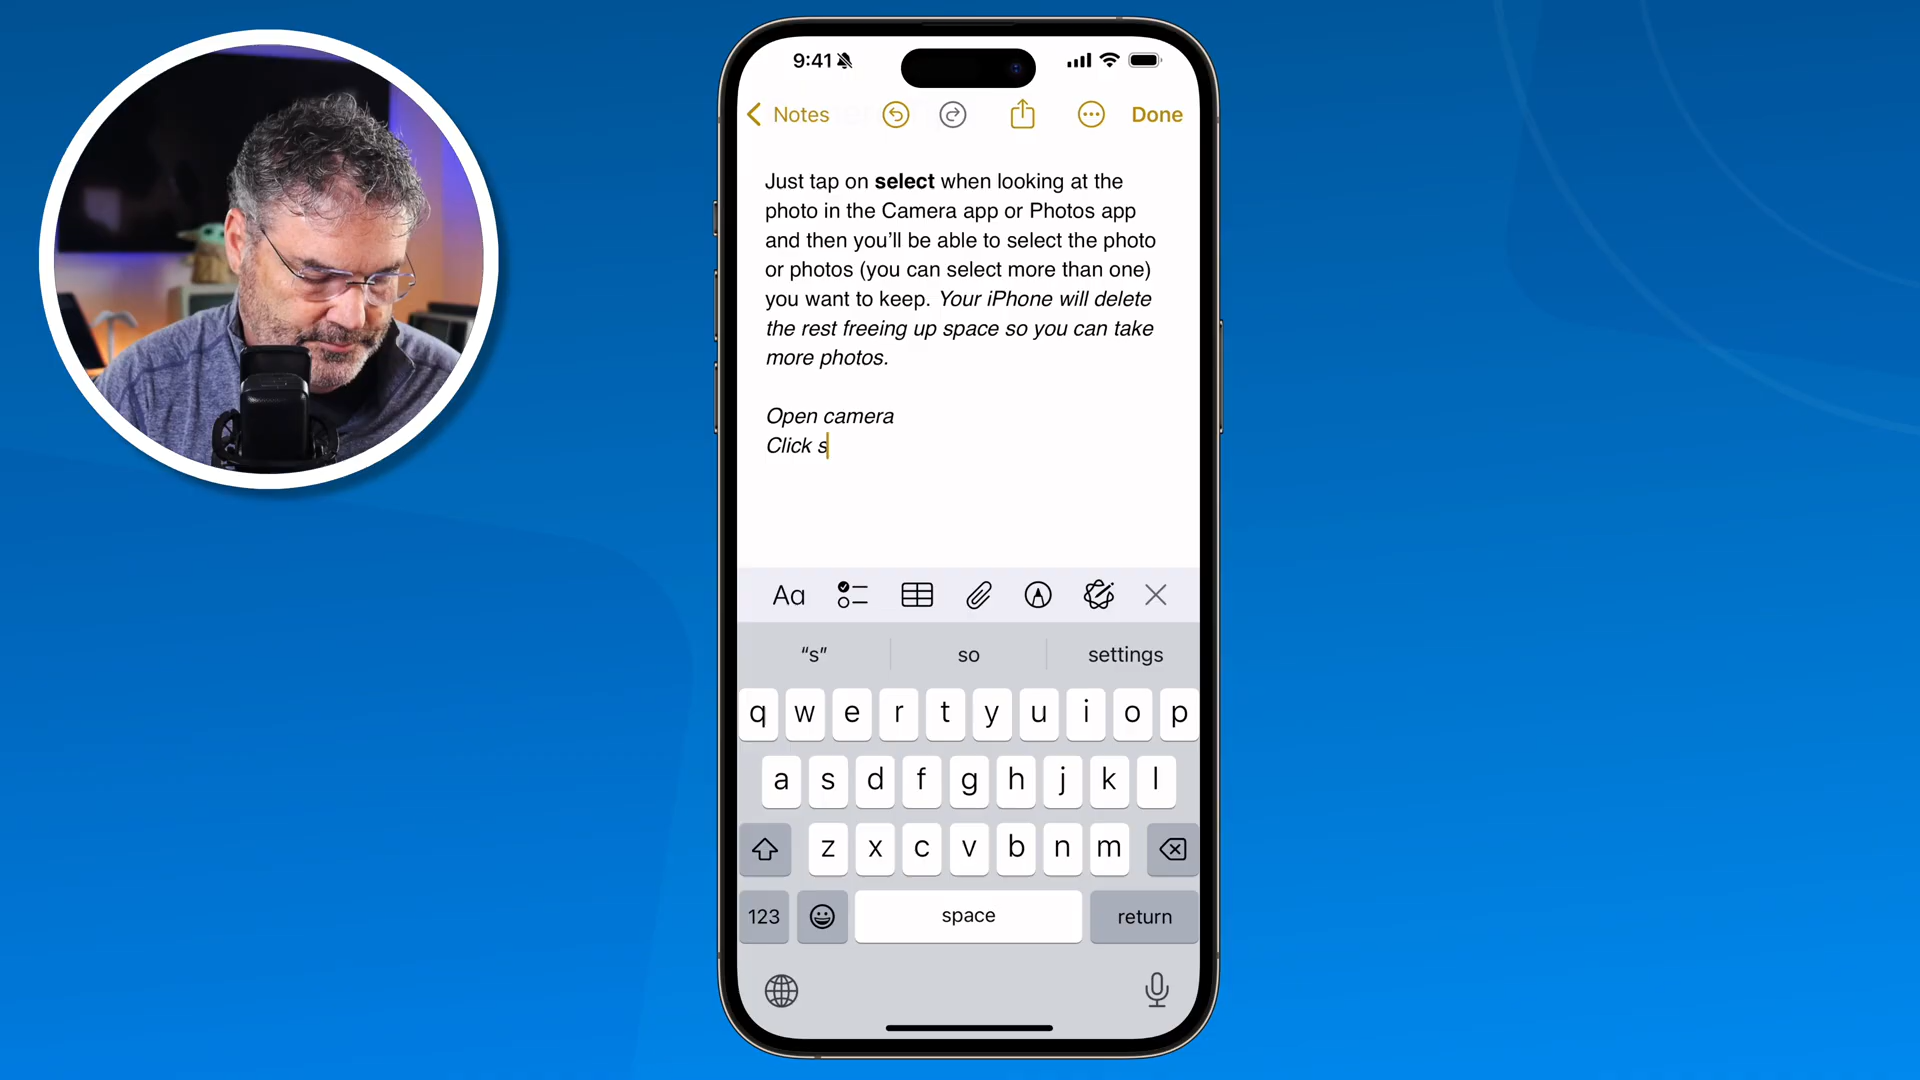 9:41
Notes
Done
Just tap on select when looking at the
photo in the Camera app or Photos app
and then you’ll be able to select the photo
or photos (you can select more than one)
you want to keep. Your iPhone will delete
the rest freeing up space so you can take
more photos.
Open camera
Click s
Aa
“s” so settings
q w e r t y u i o p
a s d f g h j k l
z x c v b n m
123 space return